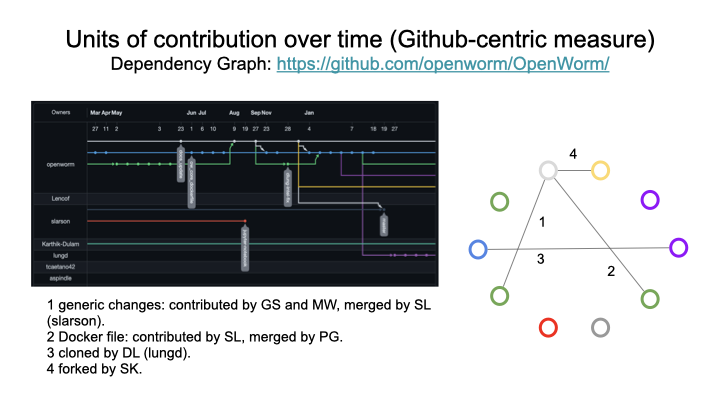 Units of contribution over time (Github-centric measure)
Dependency Graph: https://github.com/openworm/OpenWorm/
Owners Mar Apr May Jun Jul Aug Sep Nov Jan
27 11 2 3 23 1 6 10 9 19 27 23 28 4 7 18 19 27
openworm
Lencof
slarson
Karthik-Dulam
lungd
tcaetano42
aspindle
4
1
3
2
1 generic changes: contributed by GS and MW, merged by SL
(slarson).
2 Docker file: contributed by SL, merged by PG.
3 cloned by DL (lungd).
4 forked by SK.